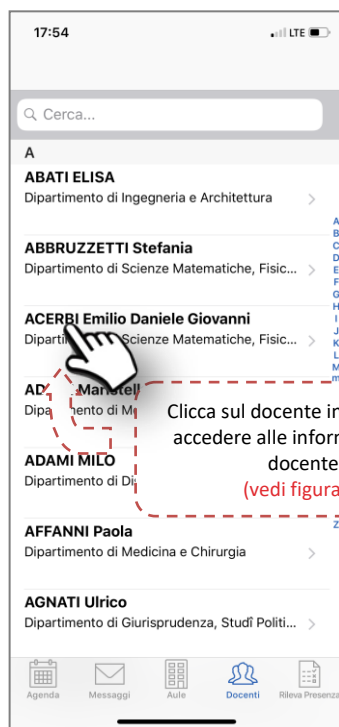 17:54
LTE
Cerca...
A
ABATI ELISA
Dipartimento di Ingegneria e Architettura
ABBRUZZETTI Stefania
Dipartimento di Scienze Matematiche, Fisic...
ACERBI Emilio Daniele Giovanni
Scienze Matematiche, Fisic...
Clicca sul docente
accedere alle
docente
(vedi figura
ADAMI MILO
Dipartimento di
AFFANNI Paola
Dipartimento di Medicina e Chirurgia
AGNATI Ulrico
Dipartimento di Giurisprudenza, Studî Politi...
A
B
C
D
E
F
G
H
I
J
K
L
M
Z
Agenda
Messaggi
Aule
Docenti
Rileva Presenza